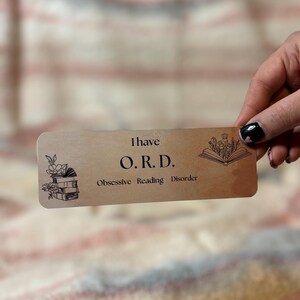 I have
O. R. D.
Obsessive Reading Disorder